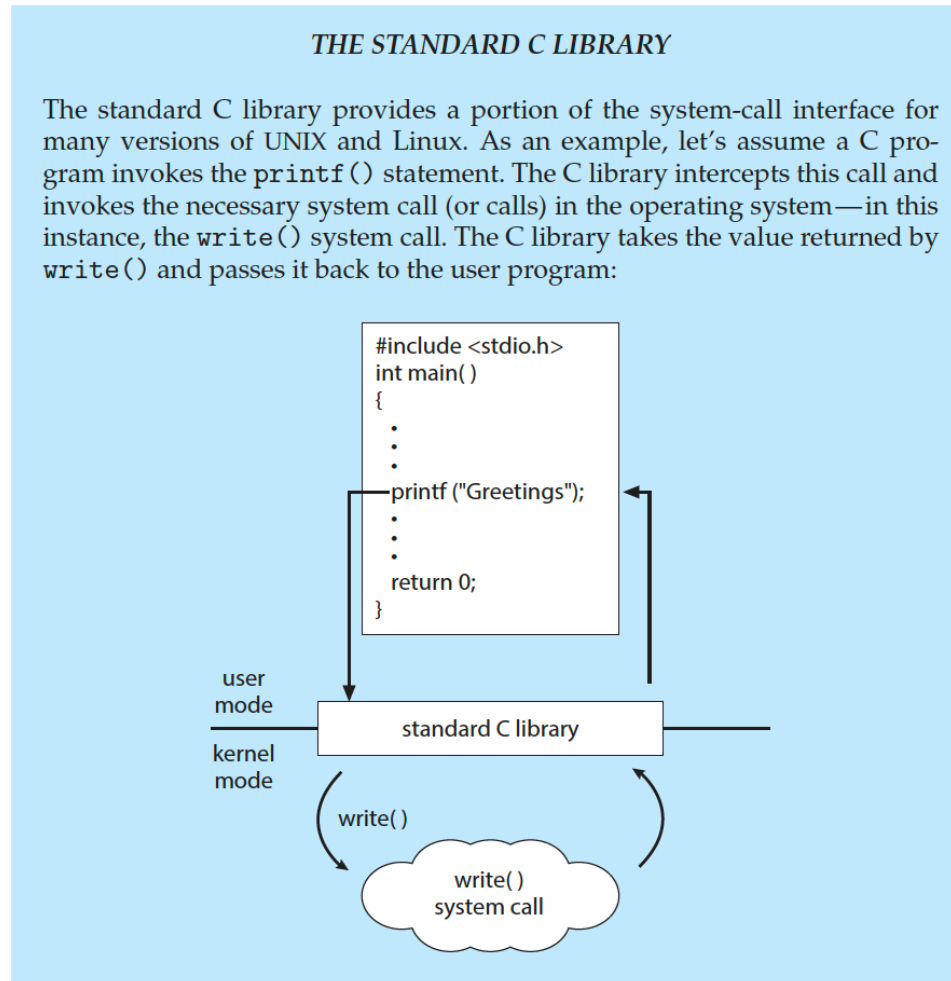 THE STANDARD C LIBRARY
The standard C library provides a portion of the system-call interface for
many versions of UNIX and Linux. As an example, let's assume a C pro-
gram invokes the printf() statement. The C library intercepts this call and
invokes the necessary system call (or calls) in the operating system—in this
instance, the write() system call. The C library takes the value returned by
write() and passes it back to the user program:
#include <stdio.h>
int main( )
{
•
•
•
printf ("Greetings");
•
•
•
return 0;
}
user
mode
standard C library
kernel
mode
write( )
write( )
system call